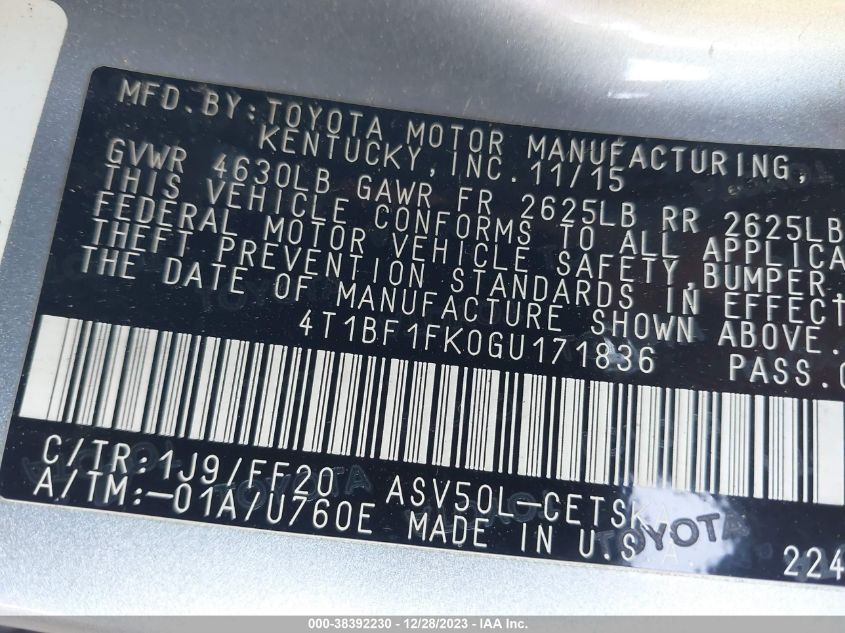 MFD.BY:TOYOTA MOTOR MANUFACTURING,
KENTUCKY,INC. 11/15
GVWR 4630LB GAWR FR 2625LB RR 2625LB
THIS VEHICLE CONFORMS TO ALL APPLICA
FEDERAL MOTOR VEHICLE SAFETY,BUMPER,
THEFT PREVENTION STANDARDS IN EFFECT
THE DATE OF MANUFACTURE SHOWN ABOVE.
4T1BF1FK0GU171836 PASS.C
C/TR:1J9/FF20 ASV50L-CETSKA
A/TM:-01A/U760E MADE IN U.S.A.
TOYOTA
224
000-38392230 - 12/28/2023 - IAA Inc.